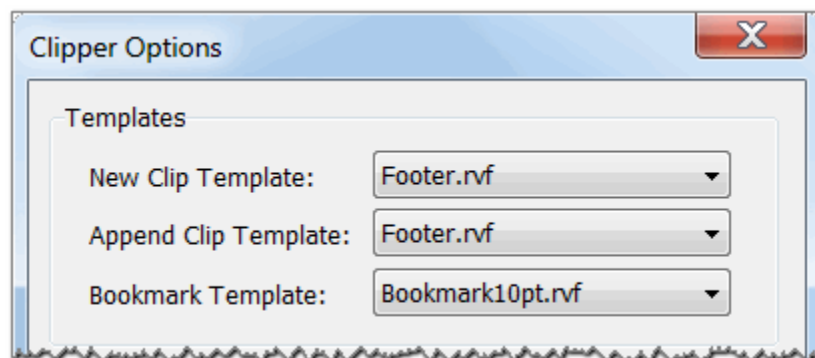 Clipper Options
Templates
New Clip Template: Footer.rvf
Append Clip Template: Footer.rvf
Bookmark Template: Bookmark10pt.rvf